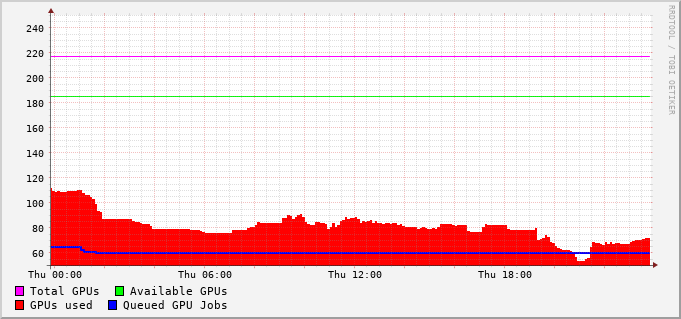 RRDTOOL / TOBI OETIKER
240
220
200
180
160
140
120
100
80
60
Thu 00:00 Thu 06:00 Thu 12:00 Thu 18:00
Total GPUs Available GPUs
GPUs used Queued GPU Jobs